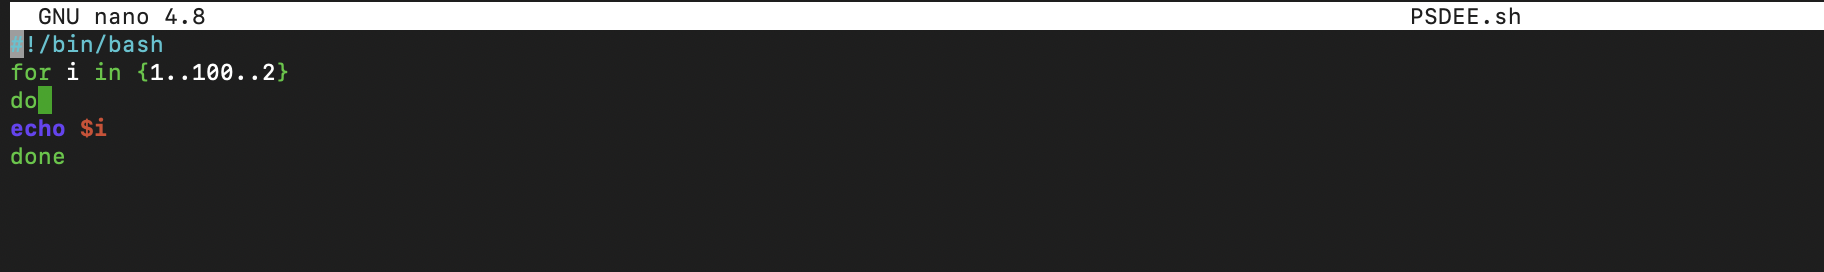 GNU nano 4.8 PSDEE.sh
#!/bin/bash
for i in {1..100..2}
do
echo $i
done